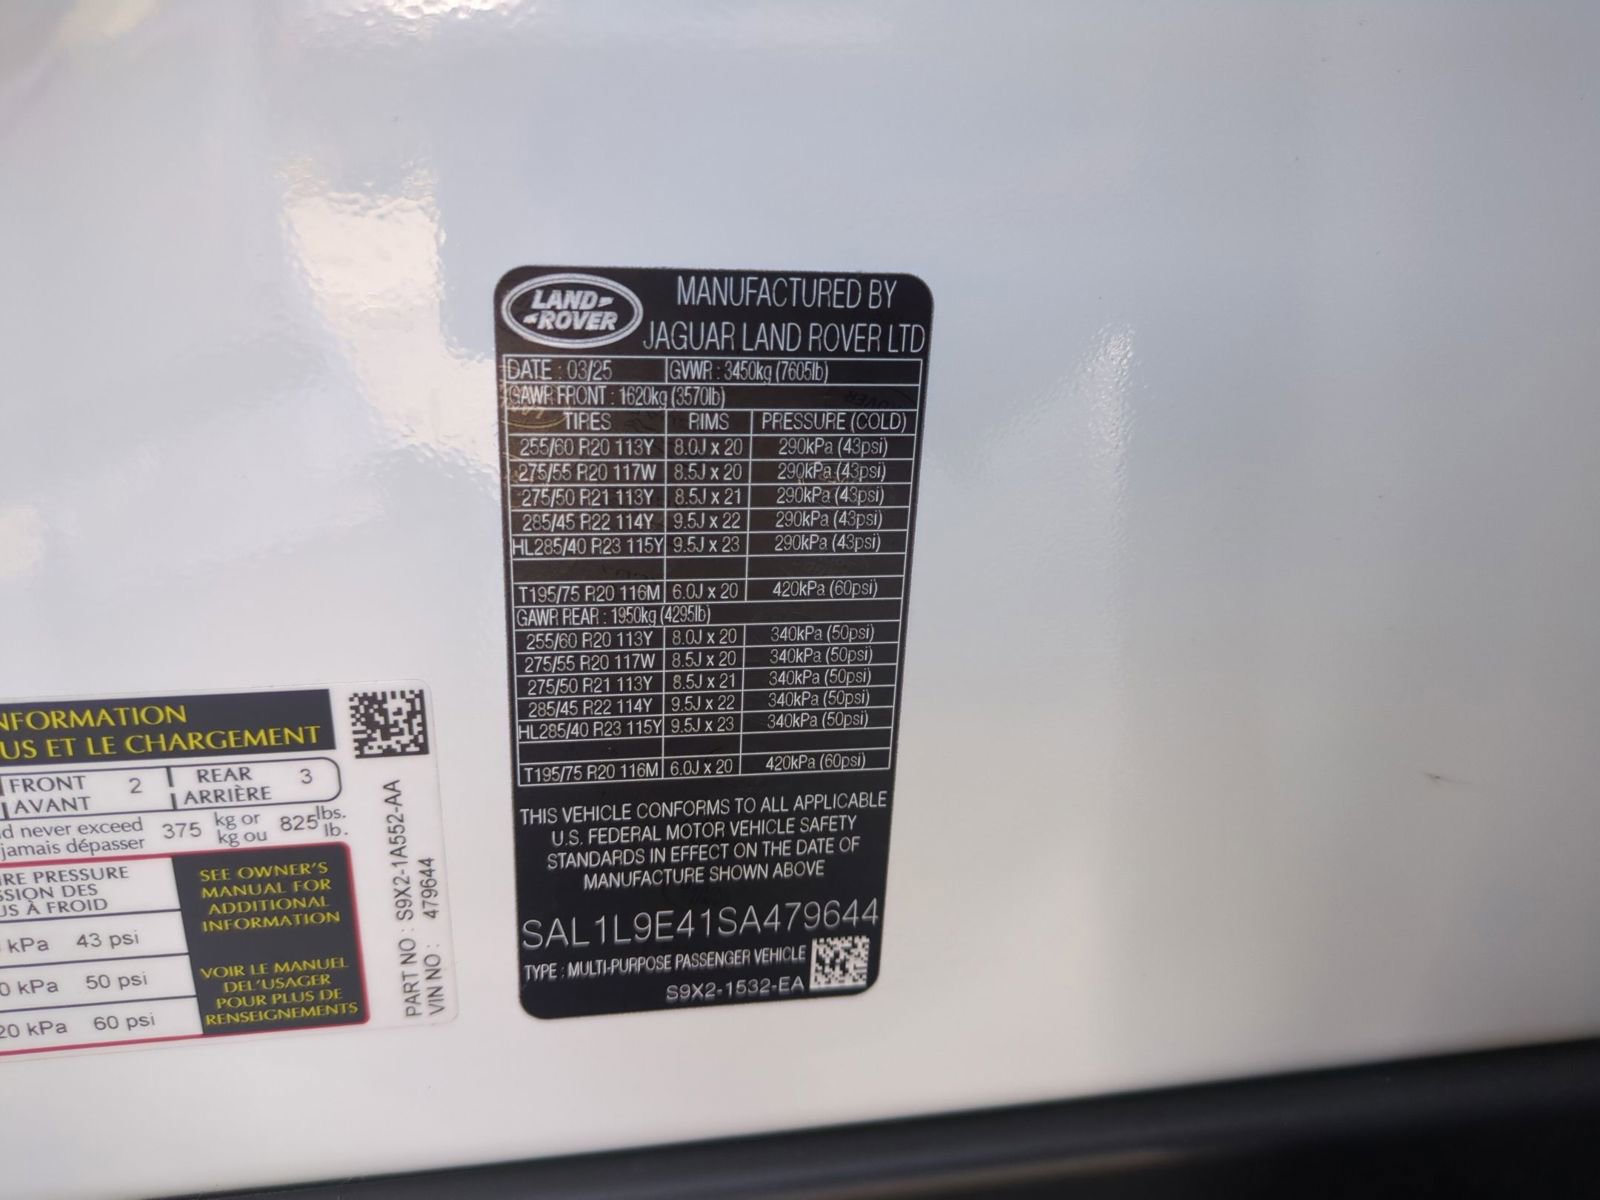 LAND-
-ROVER
MANUFACTURED BY
JAGUAR LAND ROVER LTD
DATE : 03/25 GVWR : 3450kg (7605lb)
GAWR FRONT : 1620kg (3570lb)
TIRES RIMS PRESSURE (COLD)
255/60 R20 113Y 8.0J x 20 290kPa (43psi)
275/55 R20 117W 8.5J x 20 290kPa (43psi)
275/50 R21 113Y 8.5J x 21 290kPa (43psi)
285/45 R22 114Y 9.5J x 22 290kPa (43psi)
HL285/40 R23 115Y 9.5J x 23 290kPa (43psi)
T195/75 R20 116M 6.0J x 20 420kPa (60psi)
GAWR REAR : 1950kg (4295lb)
255/60 R20 113Y 8.0J x 20 340kPa (50psi)
275/55 R20 117W 8.5J x 20 340kPa (50psi)
275/50 R21 113Y 8.5J x 21 340kPa (50psi)
285/45 R22 114Y 9.5J x 22 340kPa (50psi)
HL285/40 R23 115Y 9.5J x 23 340kPa (50psi)
T195/75 R20 116M 6.0J x 20 420kPa (60psi)
THIS VEHICLE CONFORMS TO ALL APPLICABLE
U.S. FEDERAL MOTOR VEHICLE SAFETY
STANDARDS IN EFFECT ON THE DATE OF
MANUFACTURE SHOWN ABOVE
SAL1L9E41SA479644
TYPE : MULTI-PURPOSE PASSENGER VEHICLE
S9X2-1532-EA
NFORMATION
US ET LE CHARGEMENT
FRONT 2 REAR 3
AVANT ARRIÈRE
d never exceed 375 kg or 825 lbs.
jamais dépasser kg ou lb.
IRE PRESSURE
SSION DES
US À FROID
kPa 43 psi
0 kPa 50 psi
20 kPa 60 psi
SEE OWNER'S
MANUAL FOR
ADDITIONAL
INFORMATION
VOIR LE MANUEL
DEL'USAGER
POUR PLUS DE
RENSEIGNEMENTS
PART NO : S9X2-1A552-AA
VIN NO : 479644